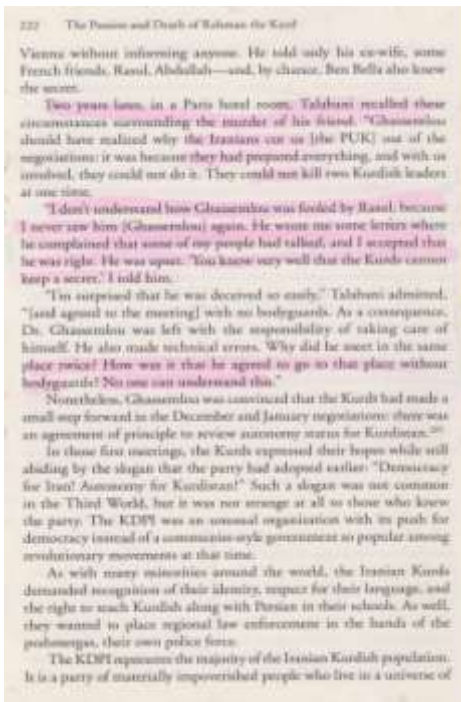 222 The Passion and Death of Rahman the Kurd
Vienna without informing anyone. He told only his ex-wife, some
French friends, Rasul, Abdullah—and, by chance, Ben Bella also knew
the secret.
Two years later, in a Paris hotel room, Talabani recalled these
circumstances surrounding the murder of his friend. "Ghassemlou
should have realized why the Iranians cut us [the PUK] out of the
negotiations: it was because they had prepared everything, and with us
involved, they could not do it. They could not kill two Kurdish leaders
at one time.
"I don't understand how Ghassemlou was fooled by Rasul, because
I never saw him [Ghassemlou] again. He wrote me some letters where
he complained that some of my people had talked, and I accepted that
he was right. He was upset. 'You know very well that the Kurds cannot
keep a secret,' I told him.
"I'm surprised that he was deceived so easily," Talabani admitted,
"[and agreed to the meeting] with no bodyguards. As a consequence,
Dr. Ghassemlou was left with the responsibility of taking care of
himself. He also made technical errors. Why did he meet in the same
place twice? How was it that he agreed to go to that place without
bodyguards? No one can understand this."
Nonetheless, Ghassemlou was convinced that the Kurds had made a
small step forward in the December and January negotiations: there was
an agreement of principle to review autonomy status for Kurdistan.
In those first meetings, the Kurds expressed their hopes while still
abiding by the slogan that the party had adopted earlier: "Democracy
for Iran! Autonomy for Kurdistan!" Such a slogan was not common
in the Third World, but it was not strange at all to those who knew
the party. The KDPI was an unusual organization with its push for
democracy instead of a communist-style government so popular among
revolutionary movements at that time.
As with many minorities around the world, the Iranian Kurds
demanded recognition of their identity, respect for their language, and
the right to teach Kurdish along with Persian in their schools. As well,
they wanted to place regional law enforcement in the hands of the
peshmergas, their own police force.
The KDPI represents the majority of the Iranian Kurdish population.
It is a party of materially impoverished people who live in a universe of